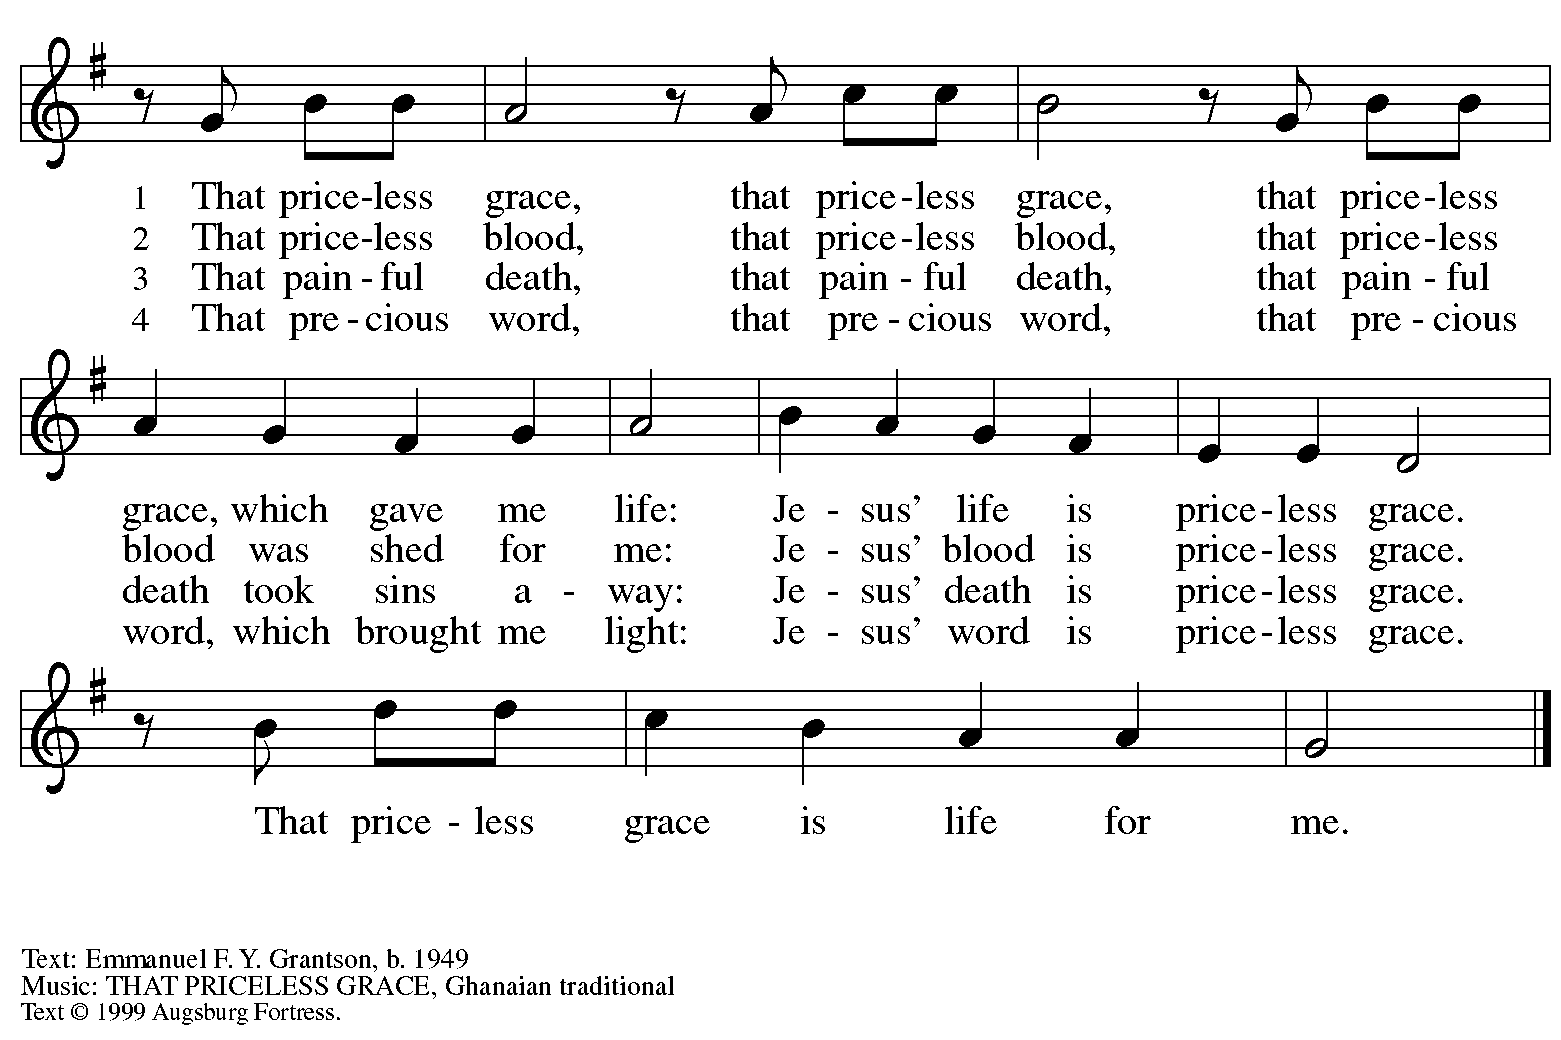 1 That price-less grace, that price-less grace, that price-less
2 That price-less blood, that price-less blood, that price-less
3 That pain - ful death, that pain - ful death, that pain - ful
4 That pre - cious word, that pre - cious word, that pre - cious
grace, which gave me life: Je - sus' life is price-less grace.
blood was shed for me: Je - sus' blood is price-less grace.
death took sins a - way: Je - sus' death is price-less grace.
word, which brought me light: Je - sus' word is price-less grace.
That price - less grace is life for me.
Text: Emmanuel F. Y. Grantson, b. 1949
Music: THAT PRICELESS GRACE, Ghanaian traditional
Text © 1999 Augsburg Fortress.